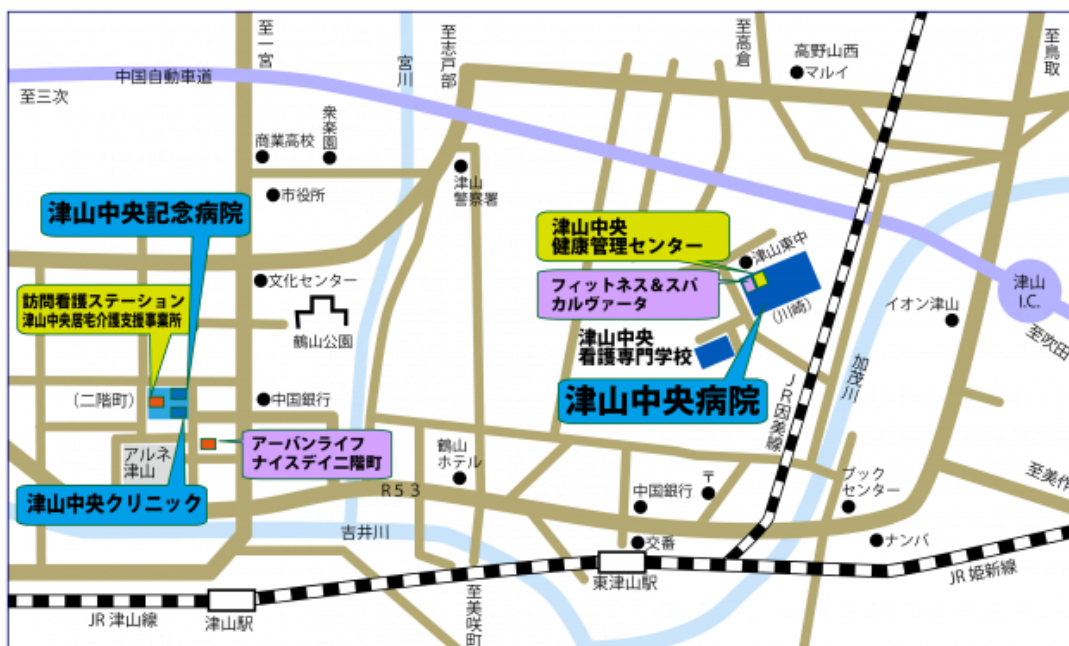 至一宮
至志戸部
至高倉
至鳥取
高野山西
マルイ
中国自動車道
至三次
宮川
衆楽園
商業高校
市役所
津山
警察署
津山中央記念病院
津山中央
健康管理センター
津山東中
フィットネス&スパ
カルヴァータ
(川崎)
津山
I.C.
イオン津山
至吹田
文化センター
鶴山公園
訪問看護ステーション
津山中央居宅介護支援事業所
津山中央
看護専門学校
津山中央病院
JR因美線
加茂川
(二階町)
中国銀行
アルネ
津山
アーバンライフ
ナイスデイ二階町
鶴山
ホテル
R53
津山中央クリニック
吉井川
中国銀行
〒
交番
ブック
センター
ナンバ
至美作
東津山駅
JR姫新線
至美咲町
JR津山線
津山駅